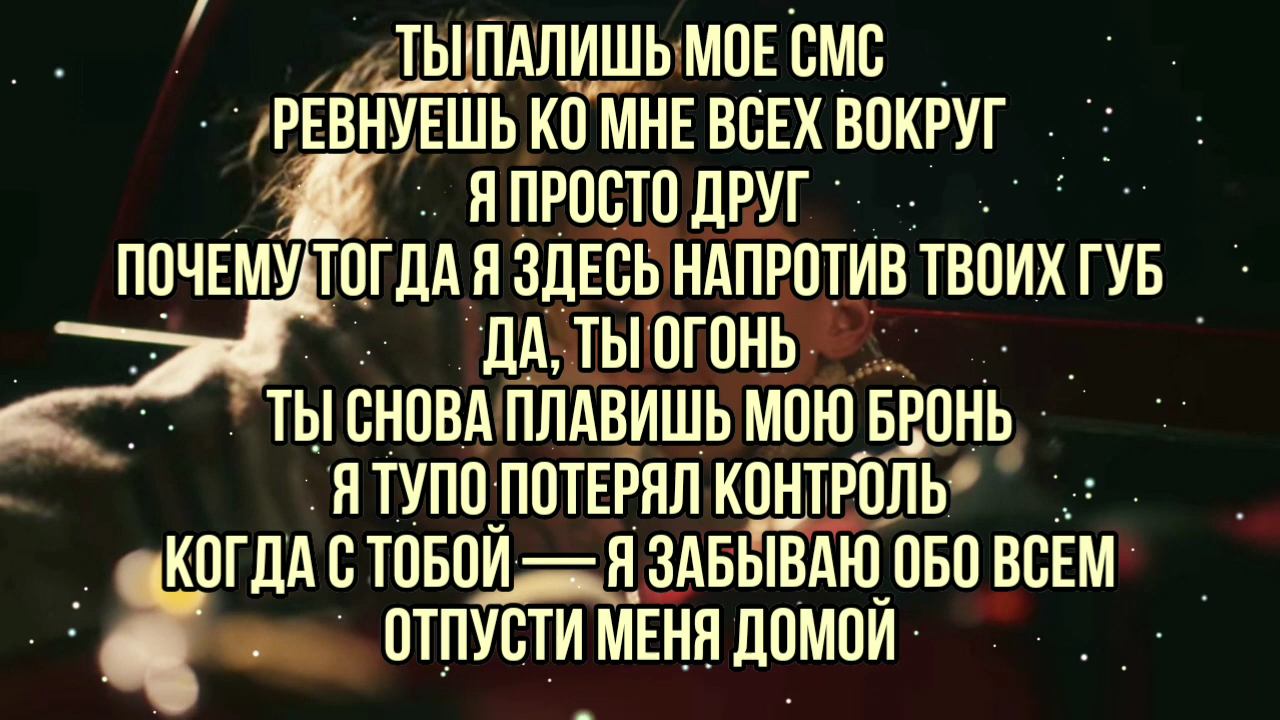 ТЫ ПАЛИШЬ МОЕ СМС
РЕВНУЕШЬ КО МНЕ ВСЕХ ВОКРУГ
Я ПРОСТО ДРУГ
ПОЧЕМУ ТОГДА Я ЗДЕСЬ НАПРОТИВ ТВОИХ ГУБ
ДА, ТЫ ОГОНЬ
ТЫ СНОВА ПЛАВИШЬ МОЮ БРОНЬ
Я ТУПО ПОТЕРЯЛ КОНТРОЛЬ
КОГДА С ТОБОЙ — Я ЗАБЫВАЮ ОБО ВСЕМ
ОТПУСТИ МЕНЯ ДОМОЙ